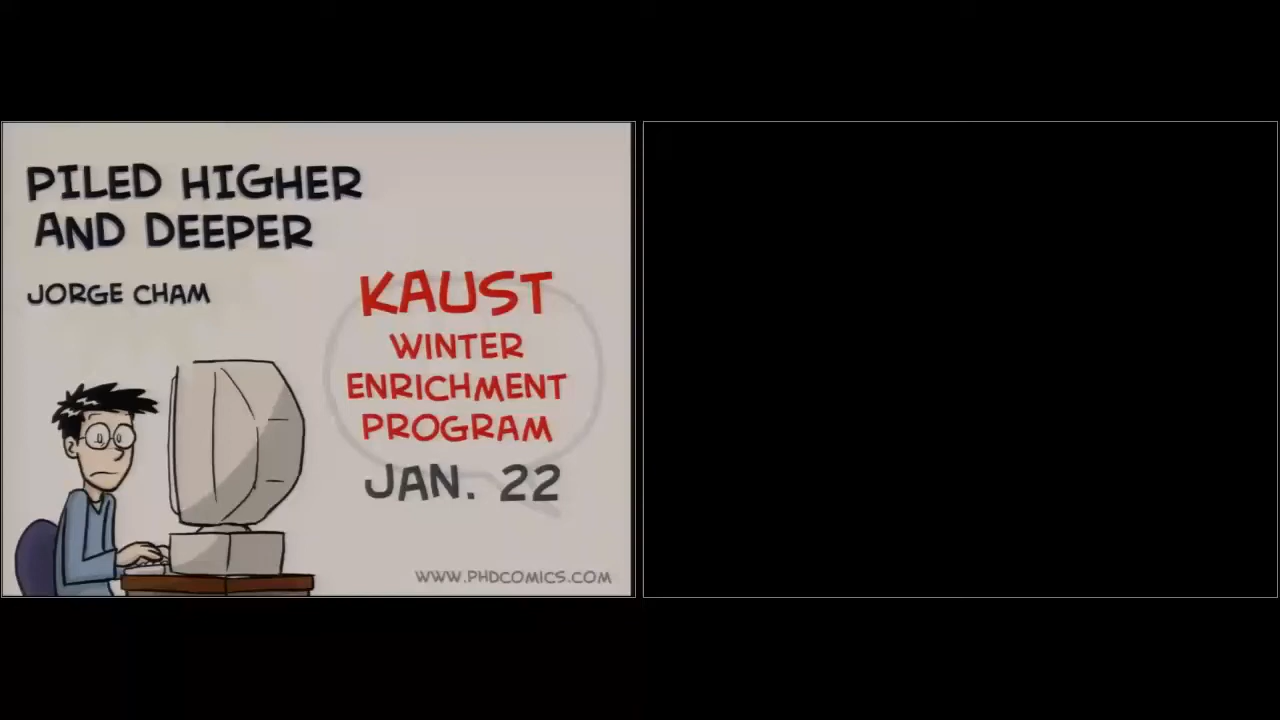 PILED HIGHER
AND DEEPER
JORGE CHAM
KAUST
WINTER
ENRICHMENT
PROGRAM
JAN. 22
WWW.PHDCOMICS.COM